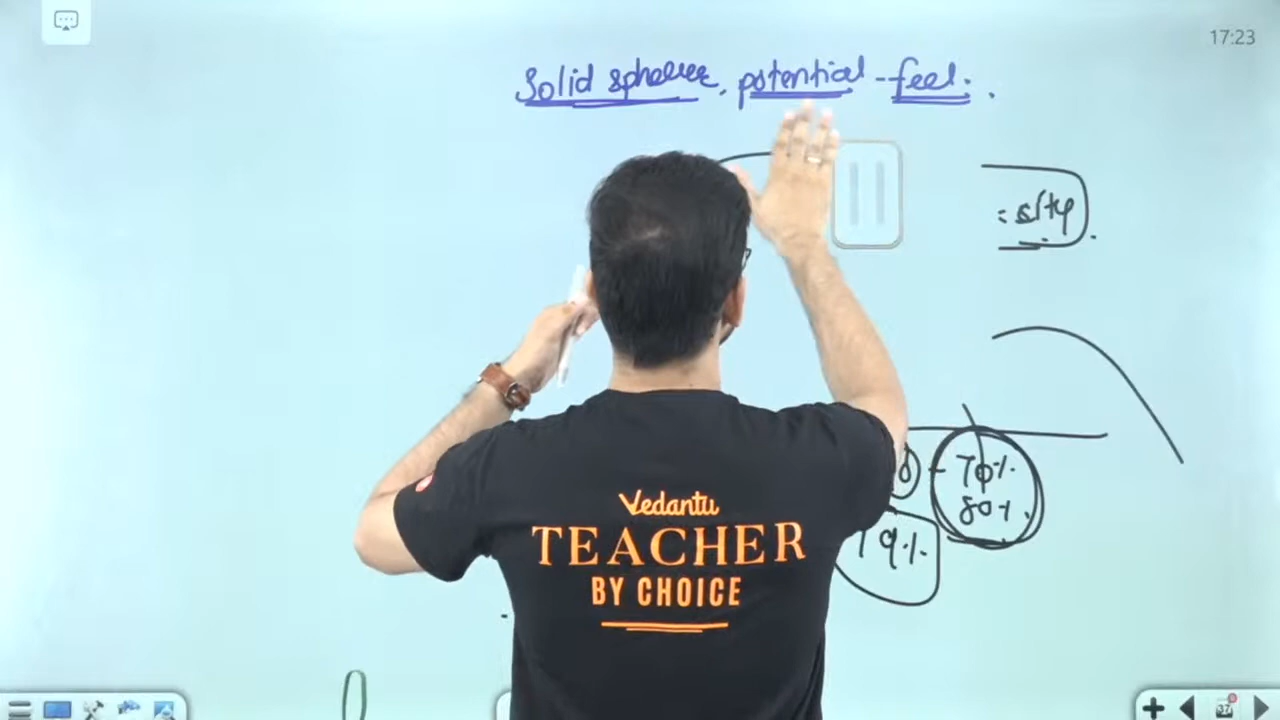 17:23
Solid sphere, potential - feel.
70%
80%.
19%
Vedantu
TEACHER
BY CHOICE